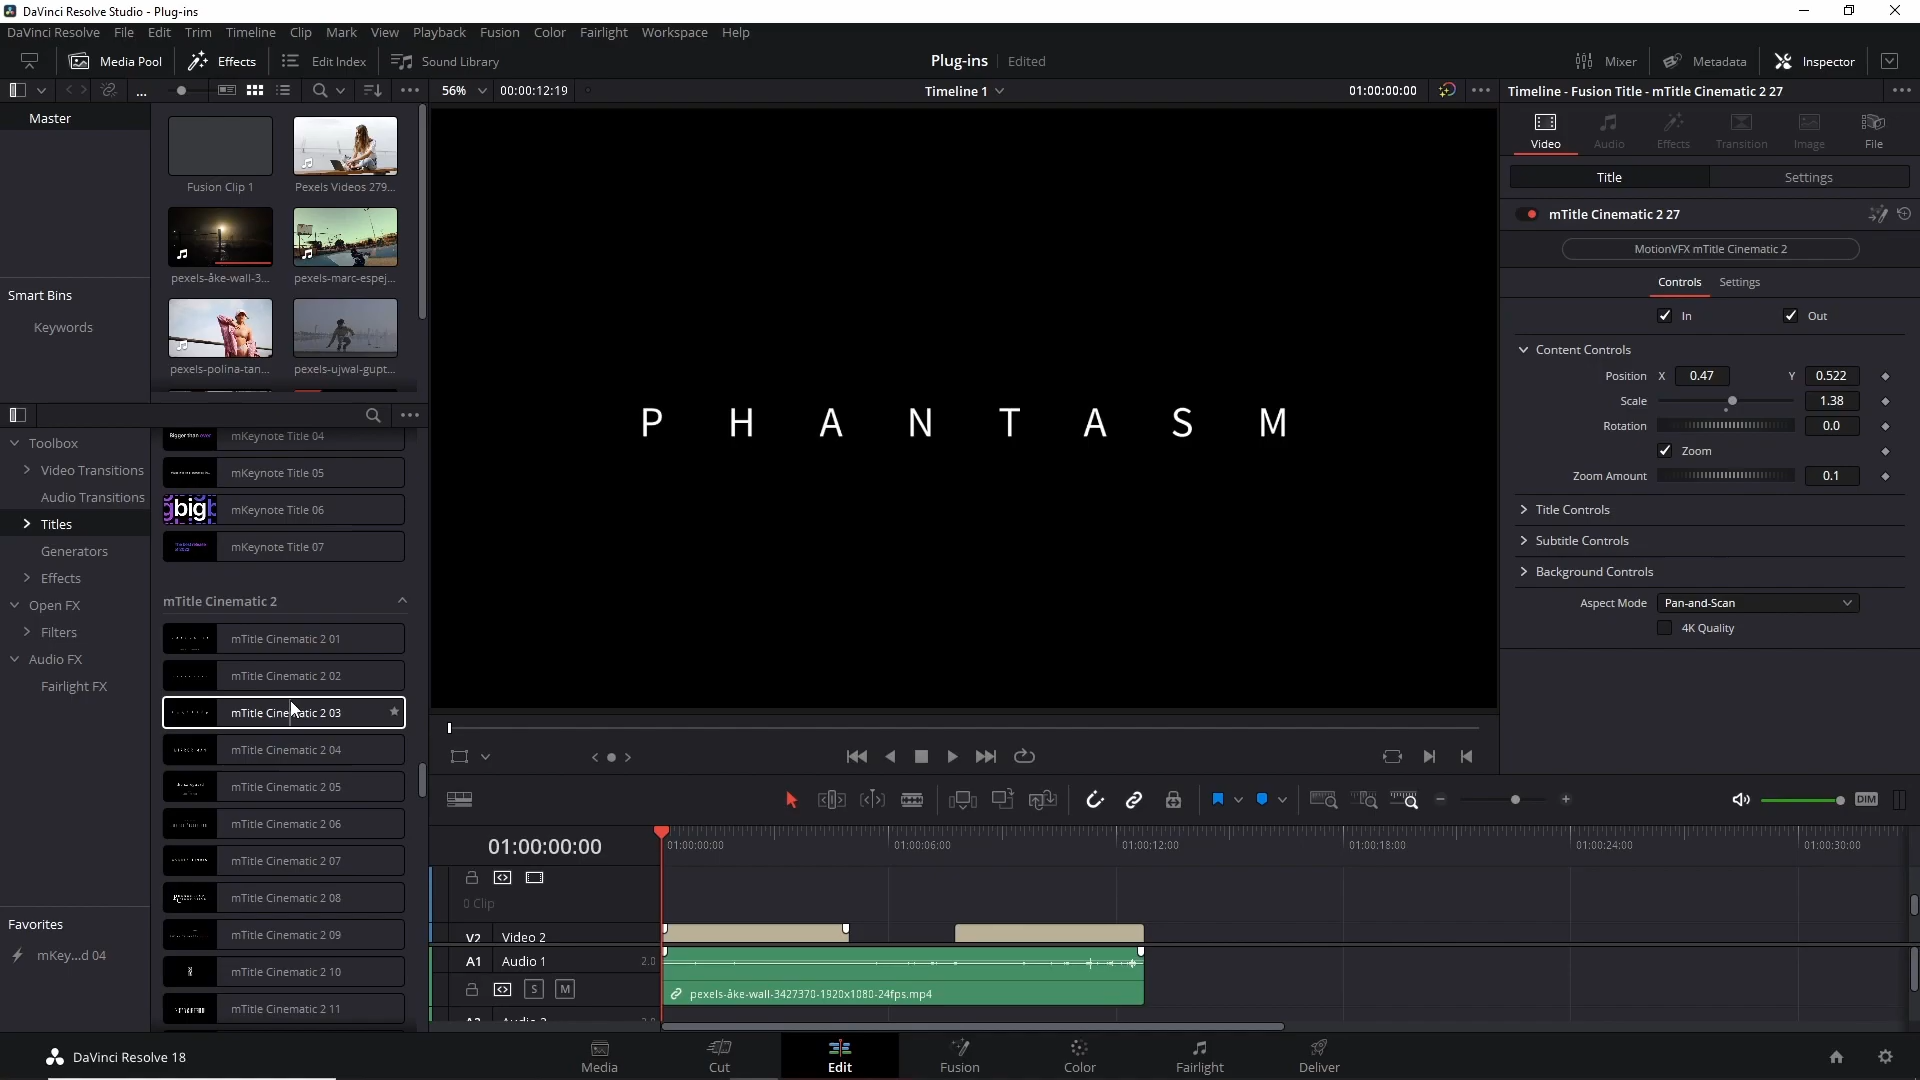 DaVinci Resolve Studio - Plug-ins
DaVinci Resolve File Edit Trim Timeline Clip Mark View Playback Fusion Color Fairlight Workspace Help
Media Pool Effects Edit Index Sound Library Plug-ins Edited Mixer Metadata Inspector
56% 00:00:12:19 Timeline 1 01:00:00:00 Timeline - Fusion Title - mTitle Cinematic 2 27
Master
Fusion Clip 1 Pexels Videos 279...
pexels-åke-wall-3... pexels-marc-espej...
pexels-polina-tan... pexels-ujwal-gupt...
Smart Bins
Keywords
Toolbox
Video Transitions
Audio Transitions
Titles
Generators
Effects
Open FX
Filters
Audio FX
Fairlight FX
Favorites
mKey...d 04
mKeynote Title 04
mKeynote Title 05
big mKeynote Title 06
mKeynote Title 07
mTitle Cinematic 2
mTitle Cinematic 2 01
mTitle Cinematic 2 02
mTitle Cinematic 2 03
mTitle Cinematic 2 04
mTitle Cinematic 2 05
mTitle Cinematic 2 06
mTitle Cinematic 2 07
mTitle Cinematic 2 08
mTitle Cinematic 2 09
mTitle Cinematic 2 10
mTitle Cinematic 2 11
PHANTASM
Video Audio Effects Transition Image File
Title Settings
mTitle Cinematic 2 27
MotionVFX mTitle Cinematic 2
Controls Settings
In Out
Content Controls
Position X 0.47 Y 0.522
Scale 1.38
Rotation 0.0
Zoom
Zoom Amount 0.1
Title Controls
Subtitle Controls
Background Controls
Aspect Mode Pan-and-Scan
4K Quality
DIM
01:00:00:00 01:00:00:00 01:00:06:00 01:00:12:00 01:00:18:00 01:00:24:00 01:00:30:00
0 Clip
V2 Video 2
A1 Audio 1 2.0
S M pexels-åke-wall-3427370-1920x1080-24fps.mp4
DaVinci Resolve 18 Media Cut Edit Fusion Color Fairlight Deliver